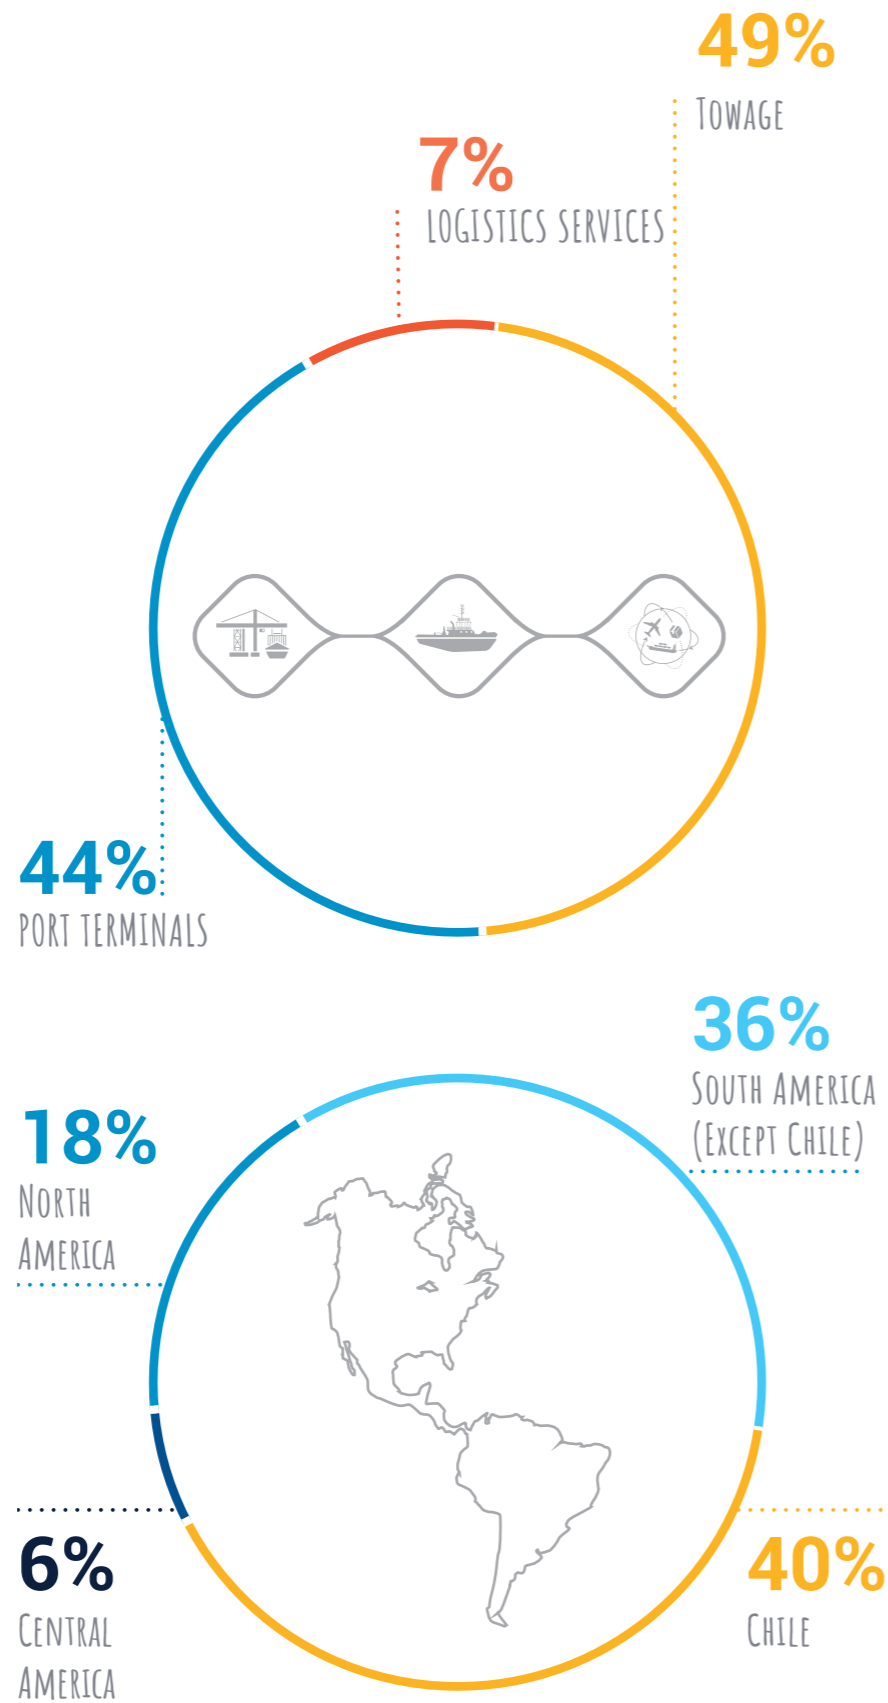 49%
Towage
7%
LOGISTICS SERVICES
44%
PORT TERMINALS
36%
South America
(Except Chile)
18%
North
America
6%
Central
America
40%
Chile